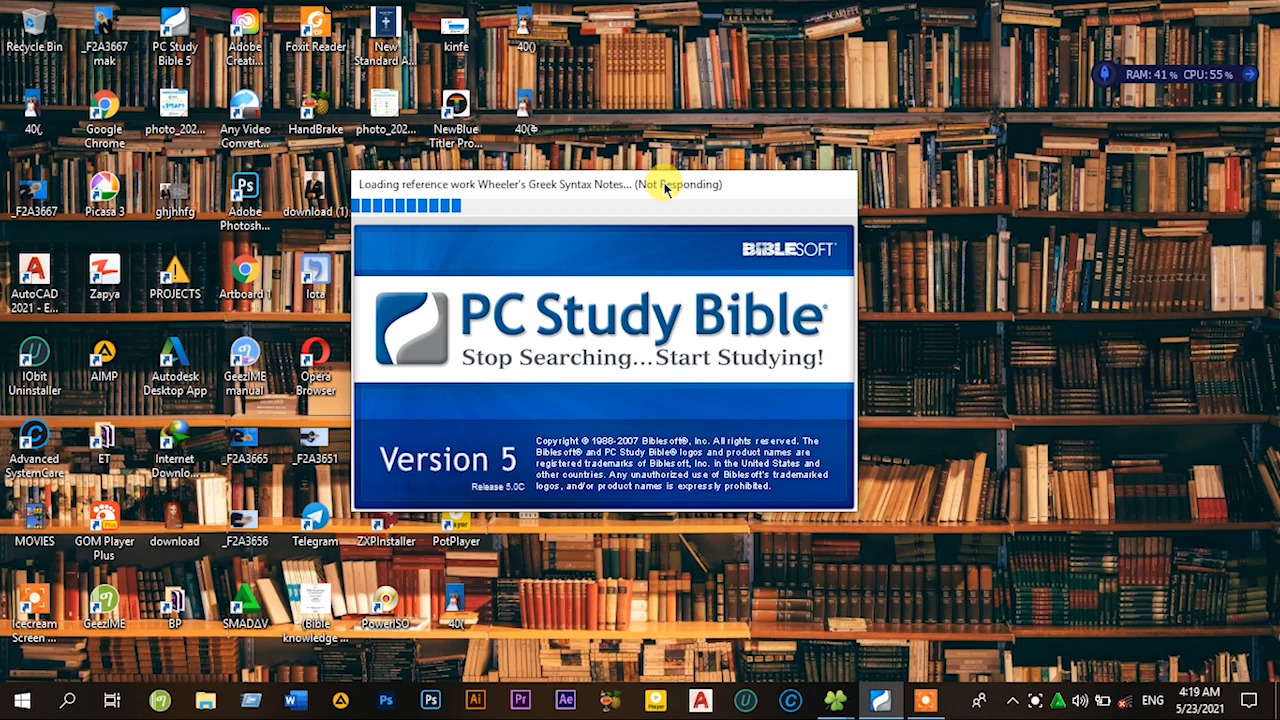 Recycle Bin
_F2A3667
mak
PC Study
Bible 5
Adobe
Creati...
Foxit Reader
New
Standard A...
kinfe
40()
40(,
Google
Chrome
photo_202...
Any Video
Convert...
HandBrake
photo_202...
NewBlue
Titler Pro...
RAM: 41 % CPU: 55 %
_F2A3667
Picasa 3
ghjhhfg
Adobe
Photosh...
download (1)
Loading reference work Wheeler's Greek Syntax Notes... (Not Responding)
BIBLESOFT
PC Study Bible®
Stop Searching...Start Studying!
Version 5
Release 5.0C
Copyright © 1988-2007 Biblesoft®, Inc. All rights reserved. The
Biblesoft® and PC Study Bible® logos and product names are
registered trademarks of Biblesoft, Inc. in the United States and
other countries. Any unauthorized use of Biblesoft's trademarked
logos, and/or product names is expressly prohibited.
AutoCAD
2021 - E...
Zapya
PROJECTS
Artboard 1
Iota
IObit
Uninstaller
AIMP
Autodesk
Desktop App
GeezIME
manual
Opera
Browser
Advanced
SystemCare
ET
Internet
Downlo...
_F2A3665
_F2A3651
MOVIES
GOM Player
Plus
download
_F2A3656
Telegram
ZXPInstaller
PotPlayer
Icecream
Screen ...
GeezIME
BP
SMADAV
(Bible
knowledge ...
PowerISO
40(
ENG
4:19 AM
5/23/2021